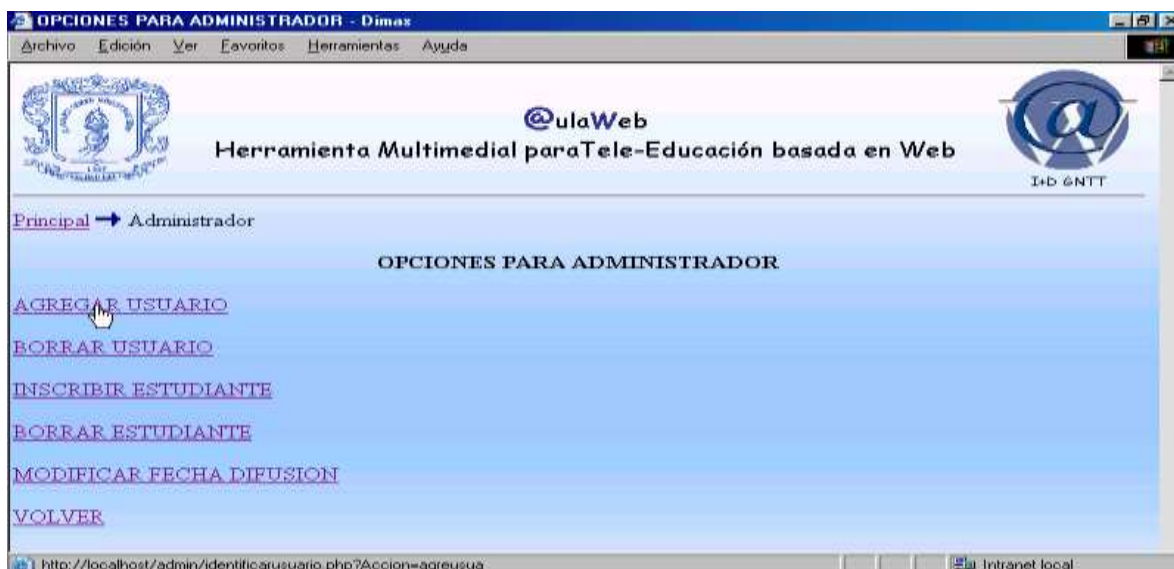 OPCIONES PARA ADMINISTRADOR - Dimax
Archivo Edición Ver Favoritos Herramientas Ayuda
@ulaWeb
Herramienta Multimedial paraTele-Educación basada en Web
I+D GNTT
Principal Administrador
OPCIONES PARA ADMINISTRADOR
AGREGAR USUARIO
BORRAR USUARIO
INSCRIBIR ESTUDIANTE
BORRAR ESTUDIANTE
MODIFICAR FECHA DIFUSION
VOLVER
http://localhost/admin/identificarusuario.php?Accion=agreusua Intranet local